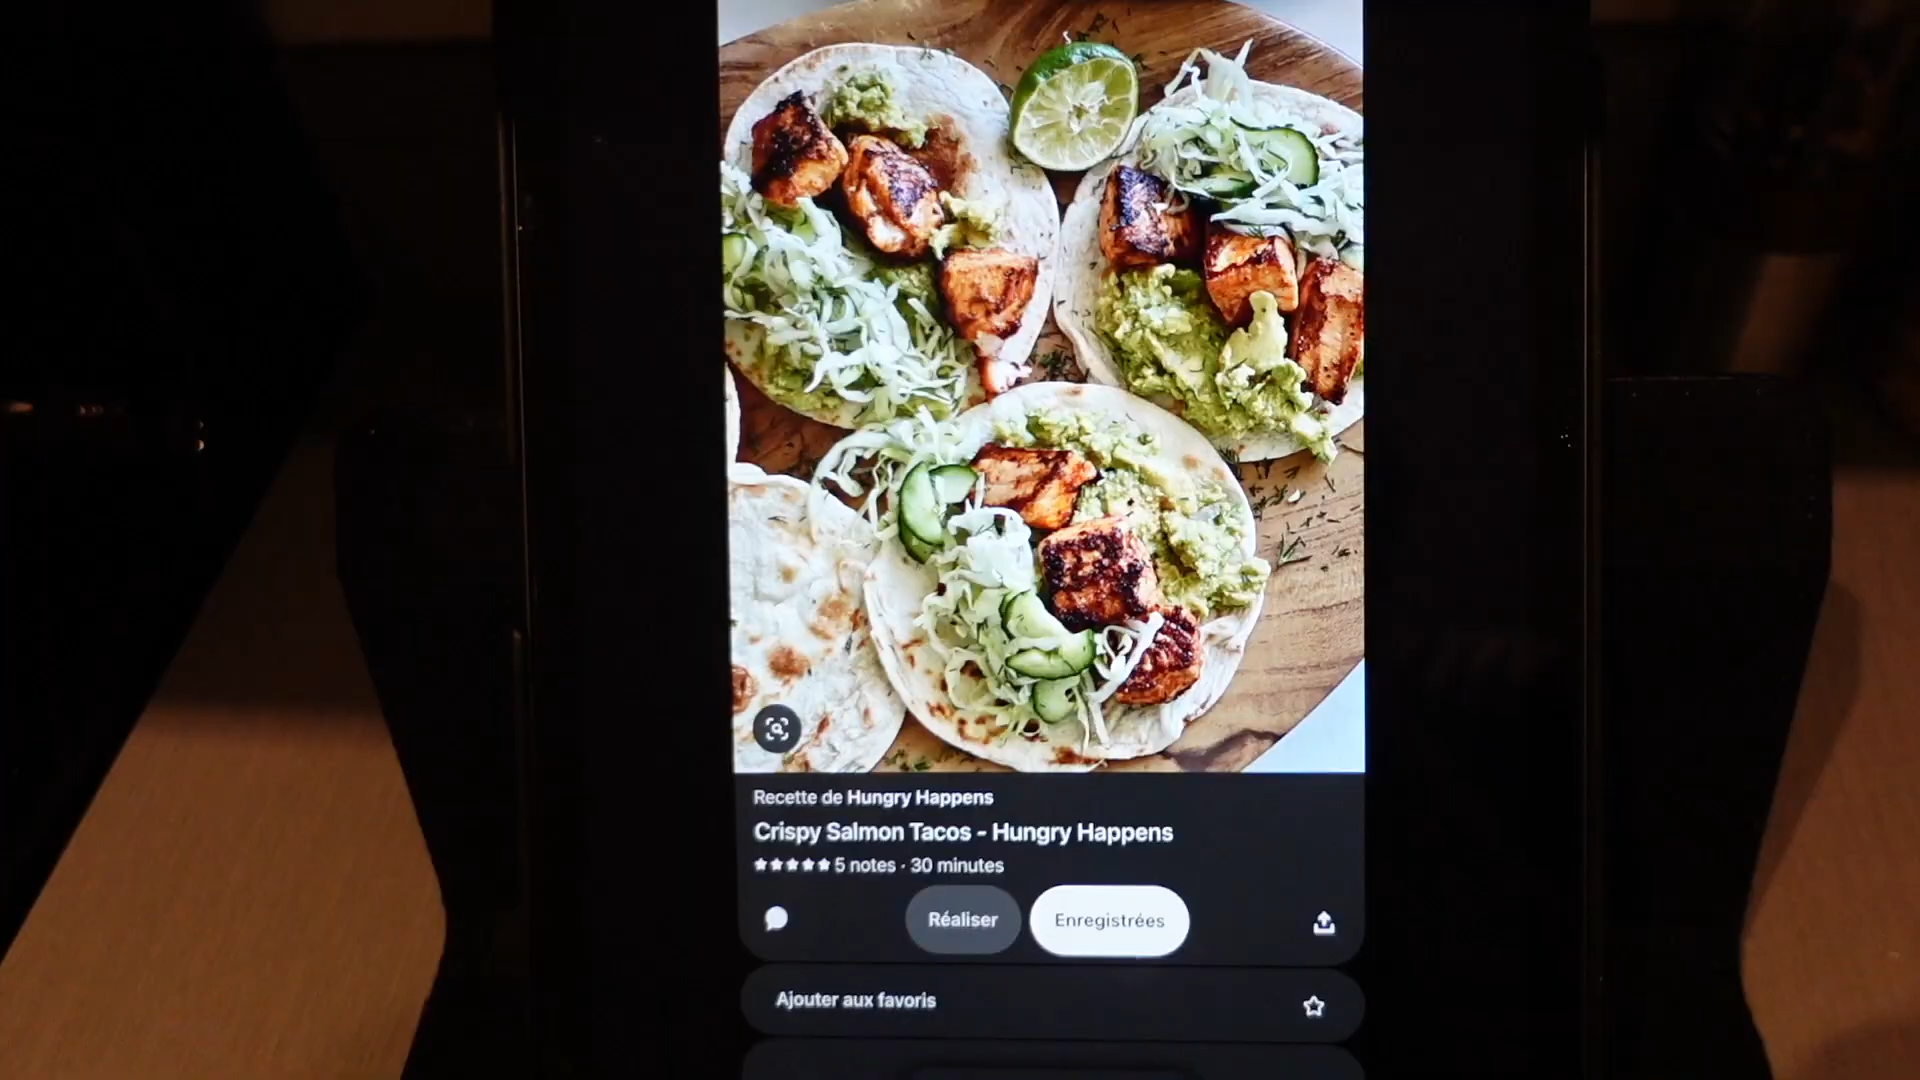 Recette de Hungry Happens
Crispy Salmon Tacos - Hungry Happens
★★★★★ 5 notes · 30 minutes
Réaliser
Enregistrées
Ajouter aux favoris